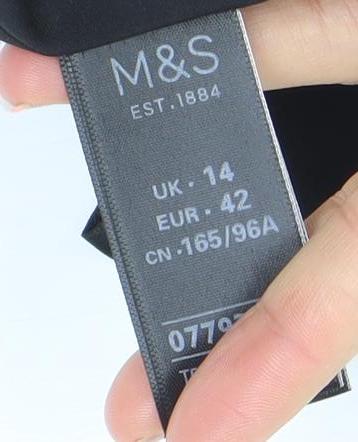 M&S
EST.1884
UK · 14
EUR · 42
CN ·165/96A